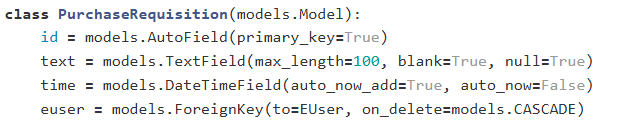 class PurchaseRequisition(models.Model):
    id = models.AutoField(primary_key=True)
    text = models.TextField(max_length=100, blank=True, null=True)
    time = models.DateTimeField(auto_now_add=True, auto_now=False)
    euser = models.ForeignKey(to=EUser, on_delete=models.CASCADE)